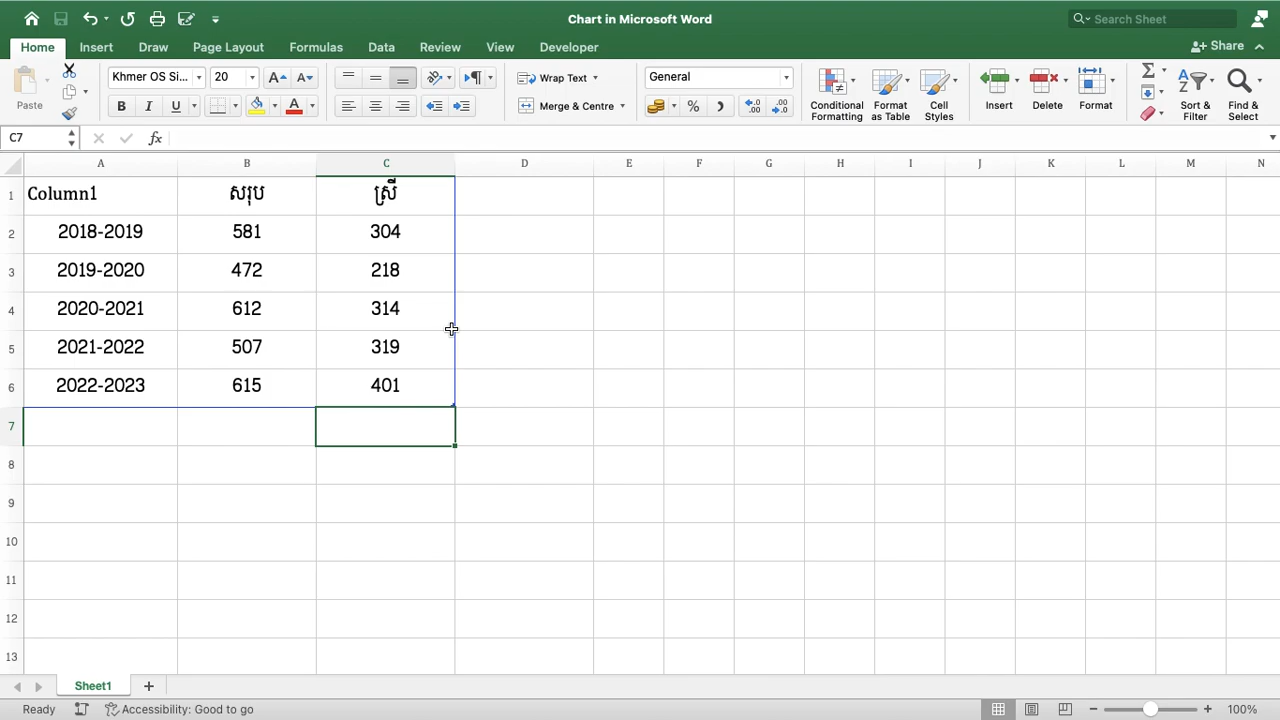 Chart in Microsoft Word
Search Sheet
Home Insert Draw Page Layout Formulas Data Review View Developer
Share
Paste
Khmer OS Si... 20
B I U
Wrap Text
Merge & Centre
General
Conditional Formatting
Format as Table
Cell Styles
Insert
Delete
Format
Sort & Filter
Find & Select
C7
fx
A B C D E F G H I J K L M N
1 Column1 សរុប ស្រី
2 2018-2019 581 304
3 2019-2020 472 218
4 2020-2021 612 314
5 2021-2022 507 319
6 2022-2023 615 401
7
8
9
10
11
12
13
Sheet1
Ready
Accessibility: Good to go
100%